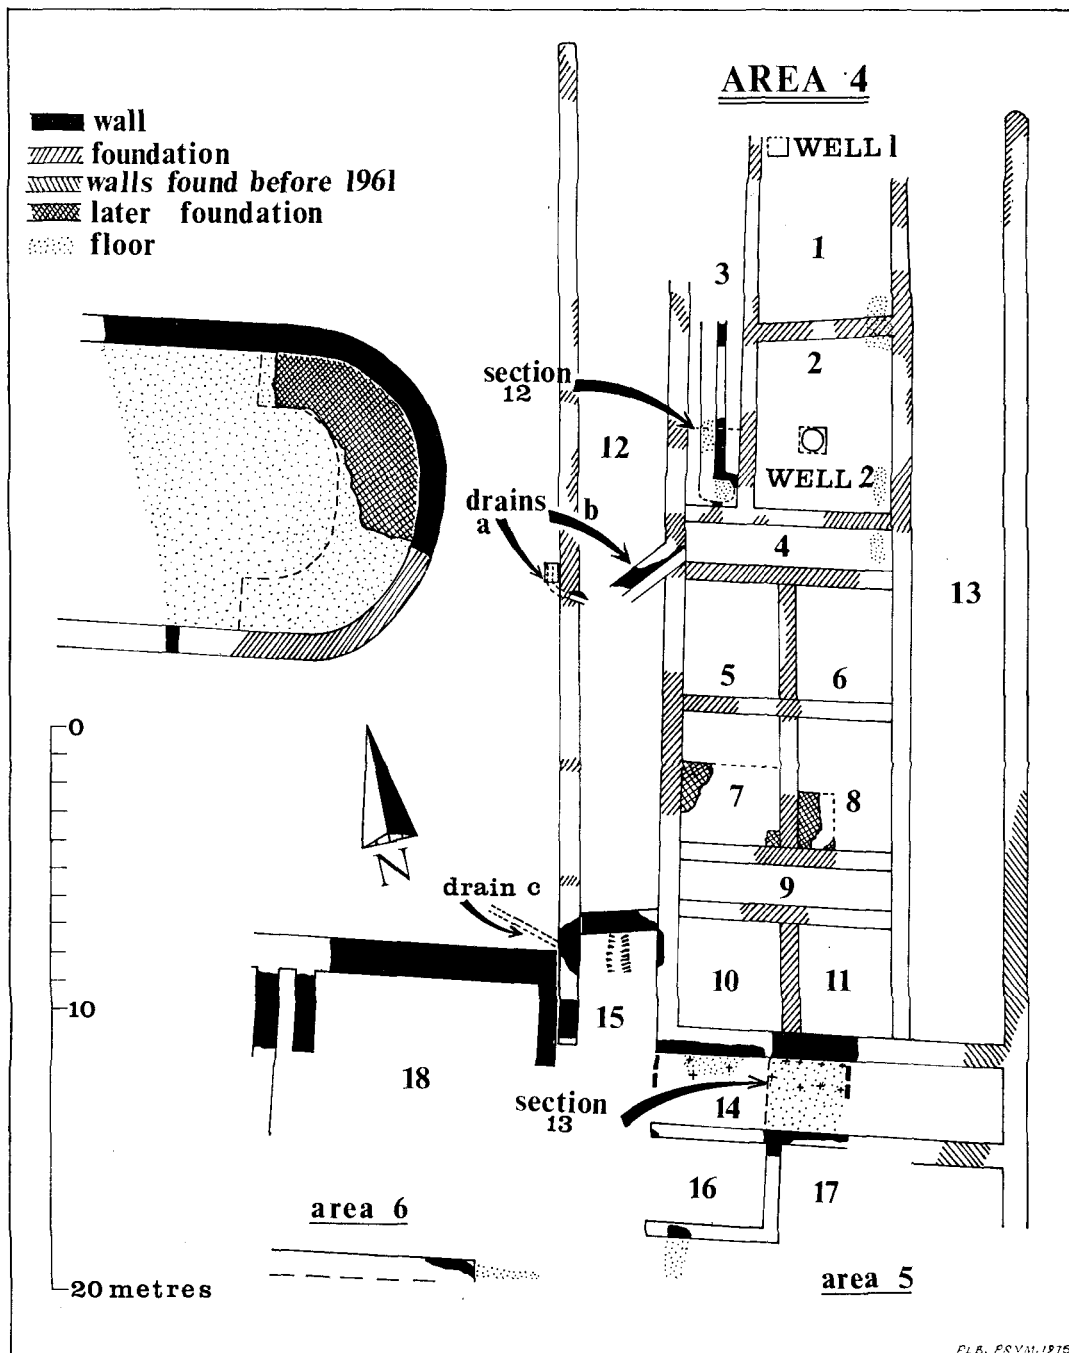 AREA 4
wall
foundation
walls found before 1961
later foundation
floor
WELL 1
1
3
2
section
12
12
WELL 2
drains
a
b
4
13
5
6
0
7
8
N
9
drain c
10
11
10
15
18
14
section
13
16
17
area 6
area 5
20 metres